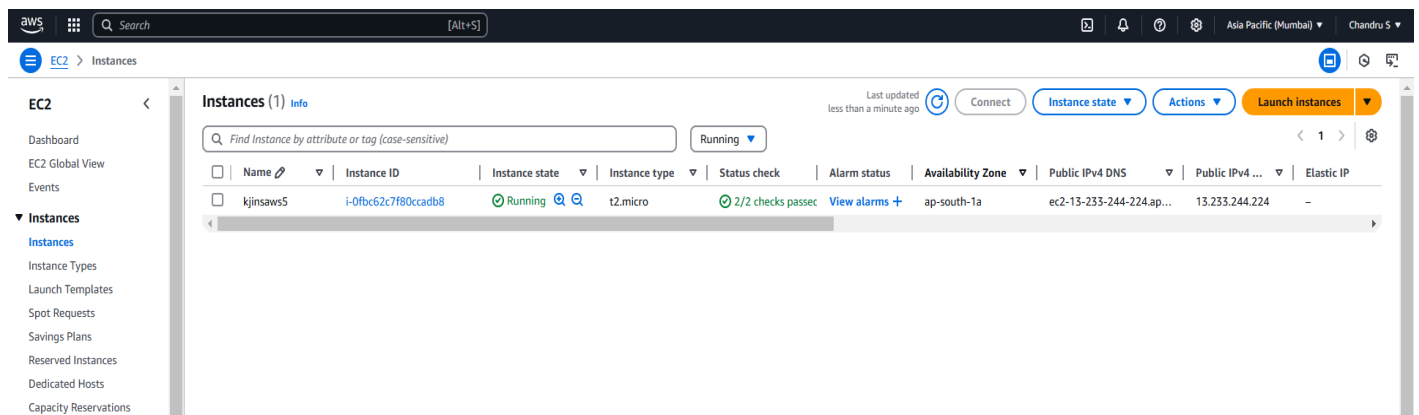 aws Search [Alt+S] Asia Pacific (Mumbai) Chandru S
EC2 > Instances
EC2
Dashboard
EC2 Global View
Events
Instances
Instances
Instance Types
Launch Templates
Spot Requests
Savings Plans
Reserved Instances
Dedicated Hosts
Capacity Reservations
Instances (1) Info
Last updated
less than a minute ago
Connect Instance state Actions Launch instances
Find Instance by attribute or tag (case-sensitive) Running 1
Name Instance ID Instance state Instance type Status check Alarm status Availability Zone Public IPv4 DNS Public IPv4 ... Elastic IP
kjinsaws5 i-0fbc62c7f80ccadb8 Running t2.micro 2/2 checks passec View alarms + ap-south-1a ec2-13-233-244-224.ap... 13.233.244.224 –